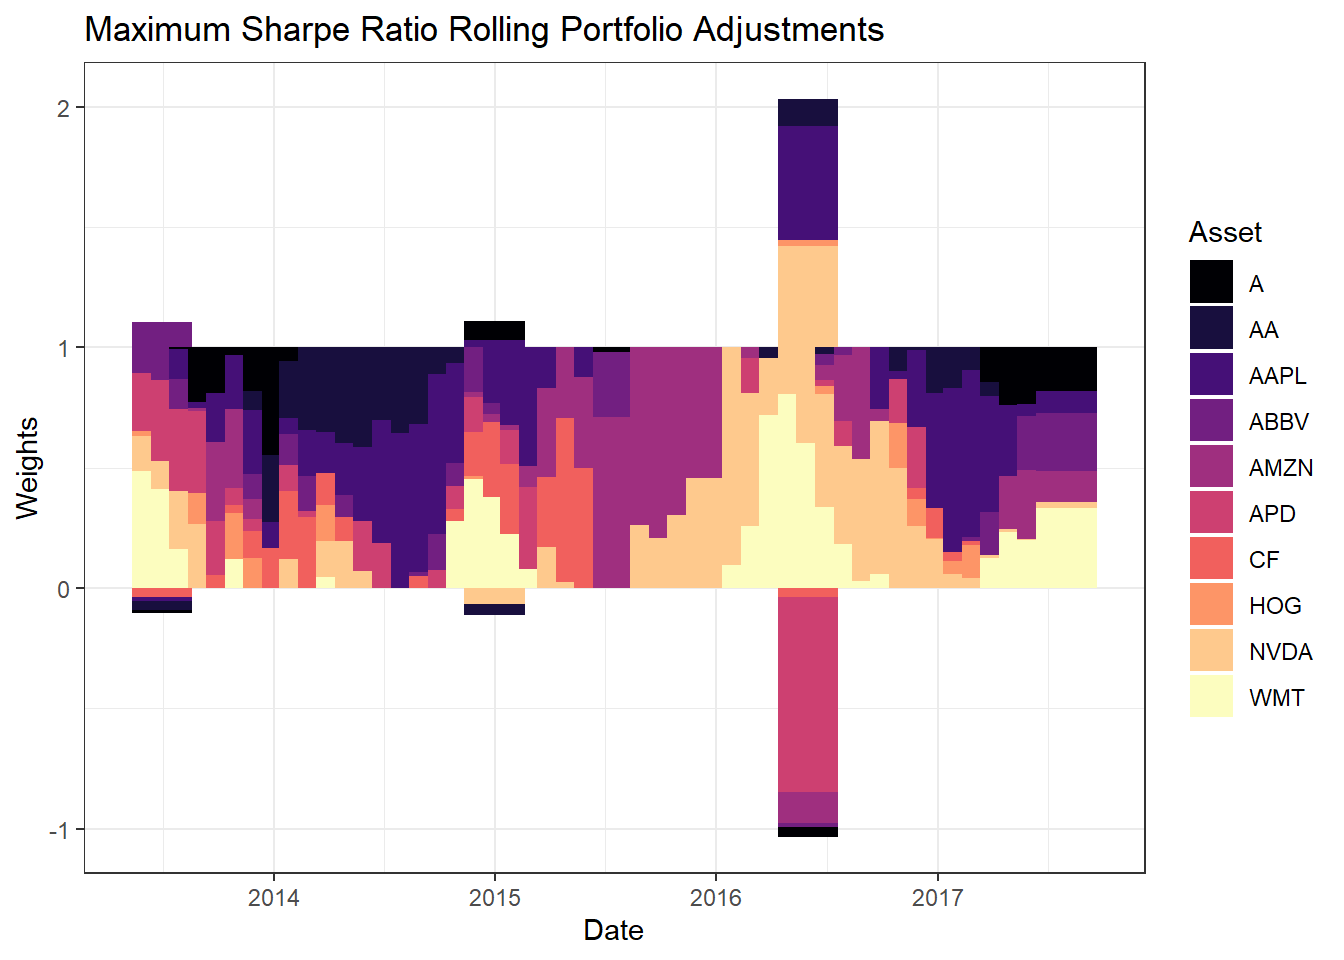 Maximum Sharpe Ratio Rolling Portfolio Adjustments
Weights
2
1
0
-1
2014
2015
2016
2017
Date
Asset
A
AA
AAPL
ABBV
AMZN
APD
CF
HOG
NVDA
WMT